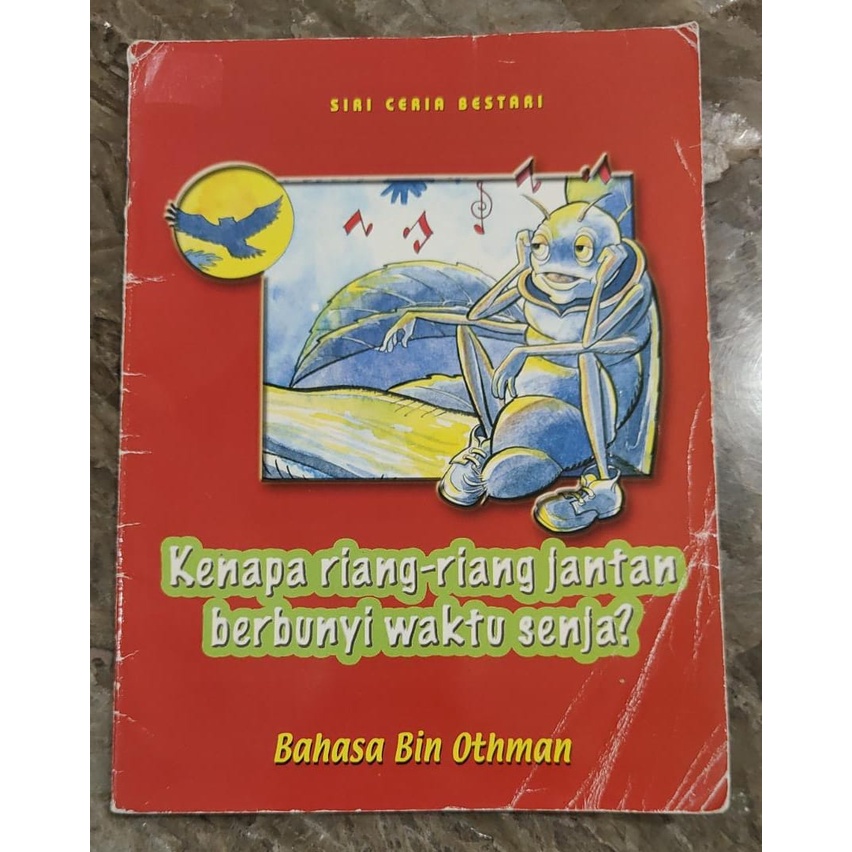 SIRI CERIA BESTARI
Kenapa riang-riang jantan
berbunyi waktu senja?
Bahasa Bin Othman